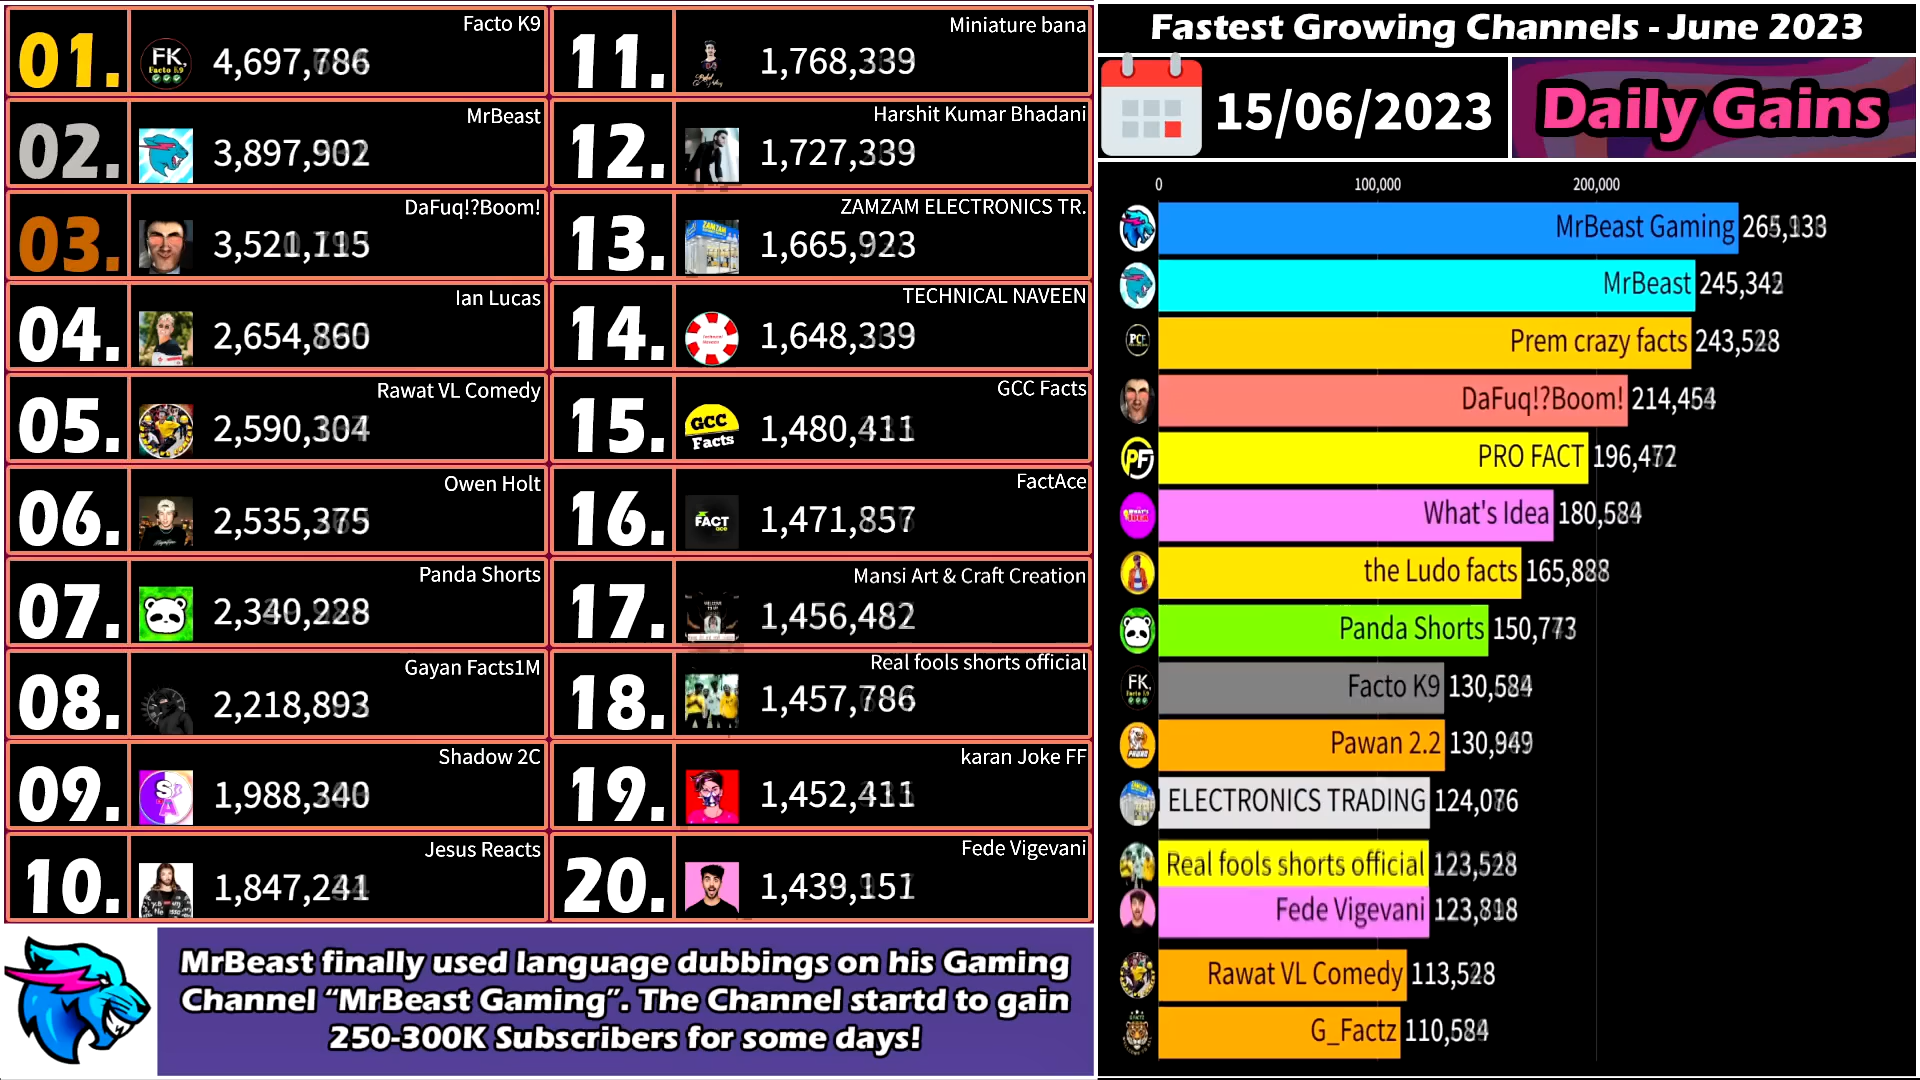 01.
Facto K9
FK,
Facto K9
4,697,786
02.
MrBeast
3,897,902
03.
DaFuq!?Boom!
3,521,115
04.
Ian Lucas
2,654,860
05.
Rawat VL Comedy
2,590,304
06.
Owen Holt
2,535,375
07.
Panda Shorts
2,340,228
08.
Gayan Facts1M
2,218,893
09.
Shadow 2C
S
A
1,988,340
10.
Jesus Reacts
1,847,241
11.
Miniature bana
1,768,339
12.
Harshit Kumar Bhadani
1,727,339
13.
ZAMZAM ELECTRONICS TR.
1,665,923
14.
TECHNICAL NAVEEN
1,648,339
15.
GCC Facts
GCC
Facts
1,480,411
16.
FactAce
FACT
ace
1,471,857
17.
Mansi Art & Craft Creation
1,456,482
18.
Real fools shorts official
1,457,786
19.
karan Joke FF
1,452,411
20.
Fede Vigevani
1,439,151
MrBeast finally used language dubbings on his Gaming
Channel “MrBeast Gaming”. The Channel startd to gain
250-300K Subscribers for some days!
Fastest Growing Channels - June 2023
15/06/2023
Daily Gains
0 100,000 200,000
MrBeast Gaming 265,133
MrBeast 245,342
PCF Prem crazy facts 243,528
DaFuq!?Boom! 214,454
PF PRO FACT 196,472
What's Idea 180,584
the Ludo facts 165,888
Panda Shorts 150,773
FK, Facto K9 130,584
Pawan 2.2 130,949
ELECTRONICS TRADING 124,076
Real fools shorts official 123,528
Fede Vigevani 123,818
Rawat VL Comedy 113,528
G_Factz 110,584